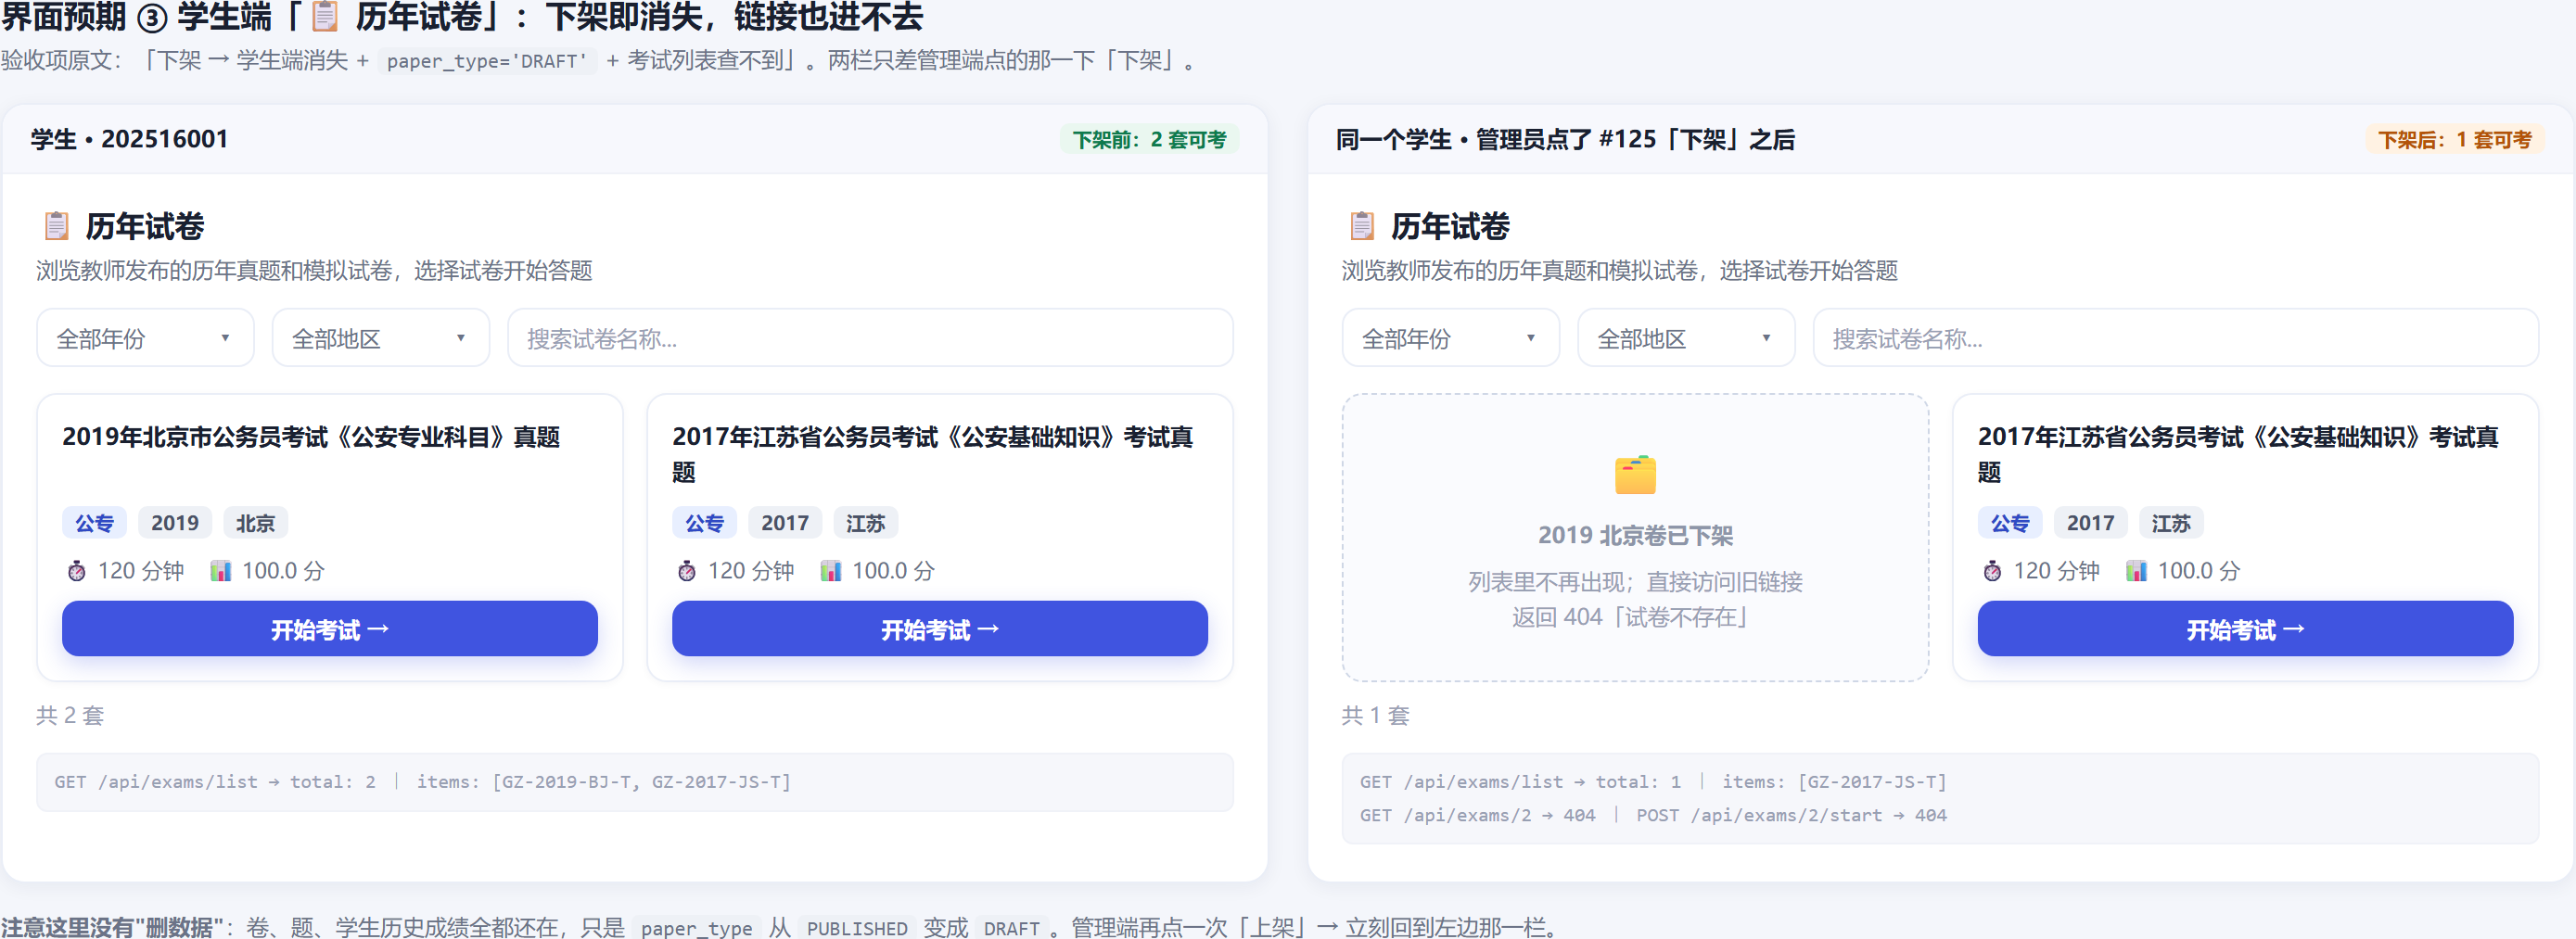 界面预期 ③ 学生端「📋 历年试卷」：下架即消失，链接也进不去
验收项原文：「下架 → 学生端消失 + paper_type='DRAFT' + 考试列表查不到」。两栏只差管理端点的那一下「下架」。
学生 · 202516001
下架前：2 套可考
📋 历年试卷
浏览教师发布的历年真题和模拟试卷，选择试卷开始答题
全部年份 ▼
全部地区 ▼
搜索试卷名称...
2019年北京市公务员考试《公安专业科目》真题
公专 2019 北京
⏱ 120 分钟 📊 100.0 分
开始考试 →
2017年江苏省公务员考试《公安基础知识》考试真
题
公专 2017 江苏
⏱ 120 分钟 📊 100.0 分
开始考试 →
共 2 套
GET /api/exams/list → total: 2 ｜ items: [GZ-2019-BJ-T, GZ-2017-JS-T]
同一个学生 · 管理员点了 #125「下架」之后
下架后：1 套可考
📋 历年试卷
浏览教师发布的历年真题和模拟试卷，选择试卷开始答题
全部年份 ▼
全部地区 ▼
搜索试卷名称...
2019 北京卷已下架
列表里不再出现；直接访问旧链接
返回 404「试卷不存在」
2017年江苏省公务员考试《公安基础知识》考试真
题
公专 2017 江苏
⏱ 120 分钟 📊 100.0 分
开始考试 →
共 1 套
GET /api/exams/list → total: 1 ｜ items: [GZ-2017-JS-T]
GET /api/exams/2 → 404 ｜ POST /api/exams/2/start → 404
注意这里没有"删数据"：卷、题、学生历史成绩全都还在，只是 paper_type 从 PUBLISHED 变成 DRAFT 。管理端再点一次「上架」→ 立刻回到左边那一栏。